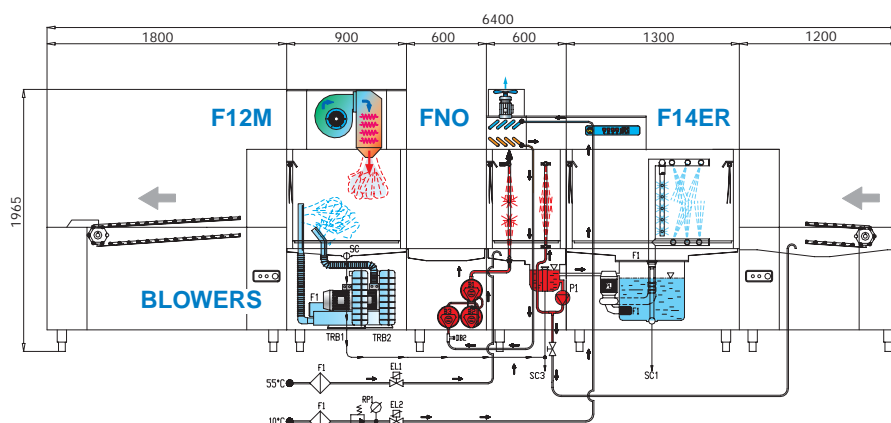 6400
1800 900 600 600 1300 1200
F12M FNO F14ER
1965
SC
F1
BLOWERS F1
P1
F1
TRB1 TRB2
DB2
SC3 SC1
55°C F1 EL1
RP1
10°C F1 EL2